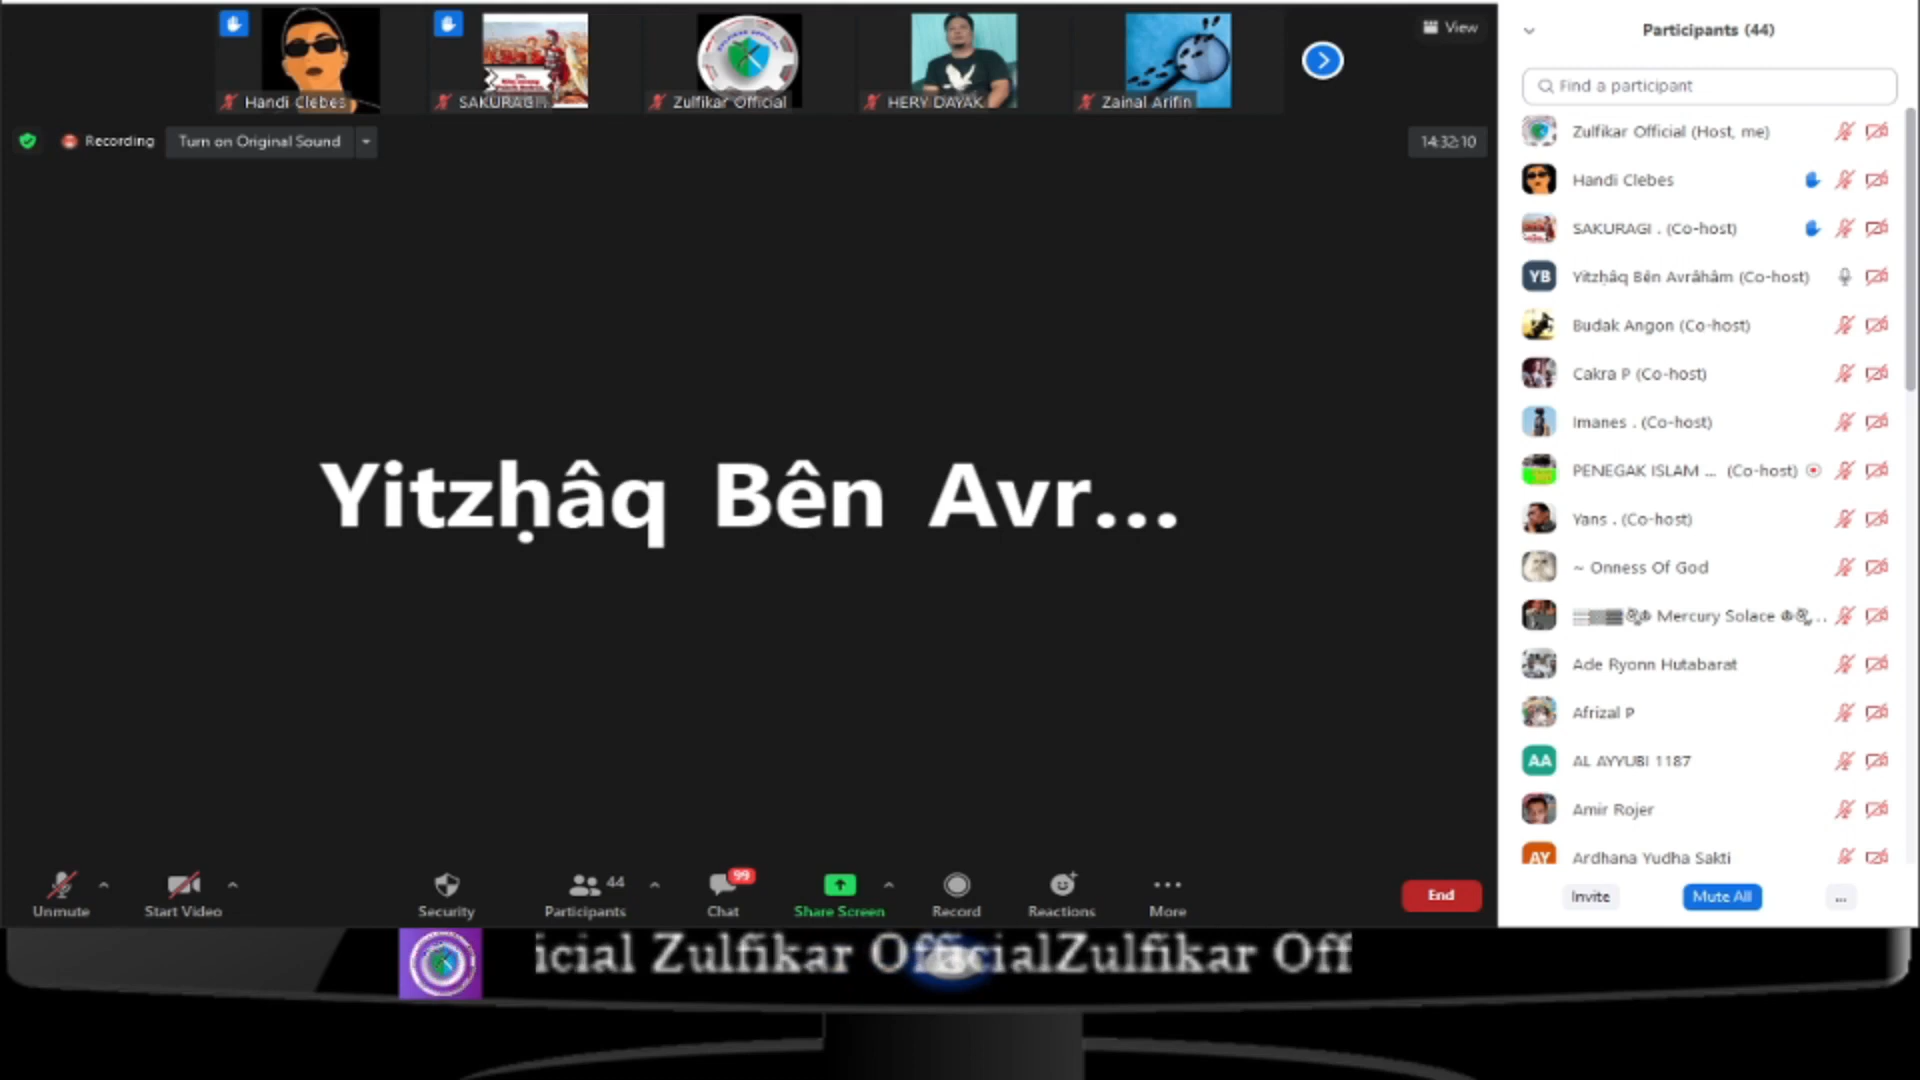 Handi Clebes
SAKURAGI .
Zulfikar Official
HERY DAYAK
Zainal Arifin
View
Recording
Turn on Original Sound
14:32:10
Yitzḥâq Bên Avr...
Unmute
Start Video
Security
44
Participants
99
Chat
Share Screen
Record
Reactions
More
End
Participants (44)
Find a participant
Zulfikar Official (Host, me)
Handi Clebes
SAKURAGI . (Co-host)
YB Yitzḥâq Bên Avrâhâm (Co-host)
Budak Angon (Co-host)
Cakra P (Co-host)
Imanes . (Co-host)
PENEGAK ISLAM ... (Co-host)
Yans . (Co-host)
~ Onness Of God
Mercury Solace
Ade Ryonn Hutabarat
Afrizal P
AA AL AYYUBI 1187
Amir Rojer
AY Ardhana Yudha Sakti
Invite
Mute All
...
icial Zulfikar OfficialZulfikar Off